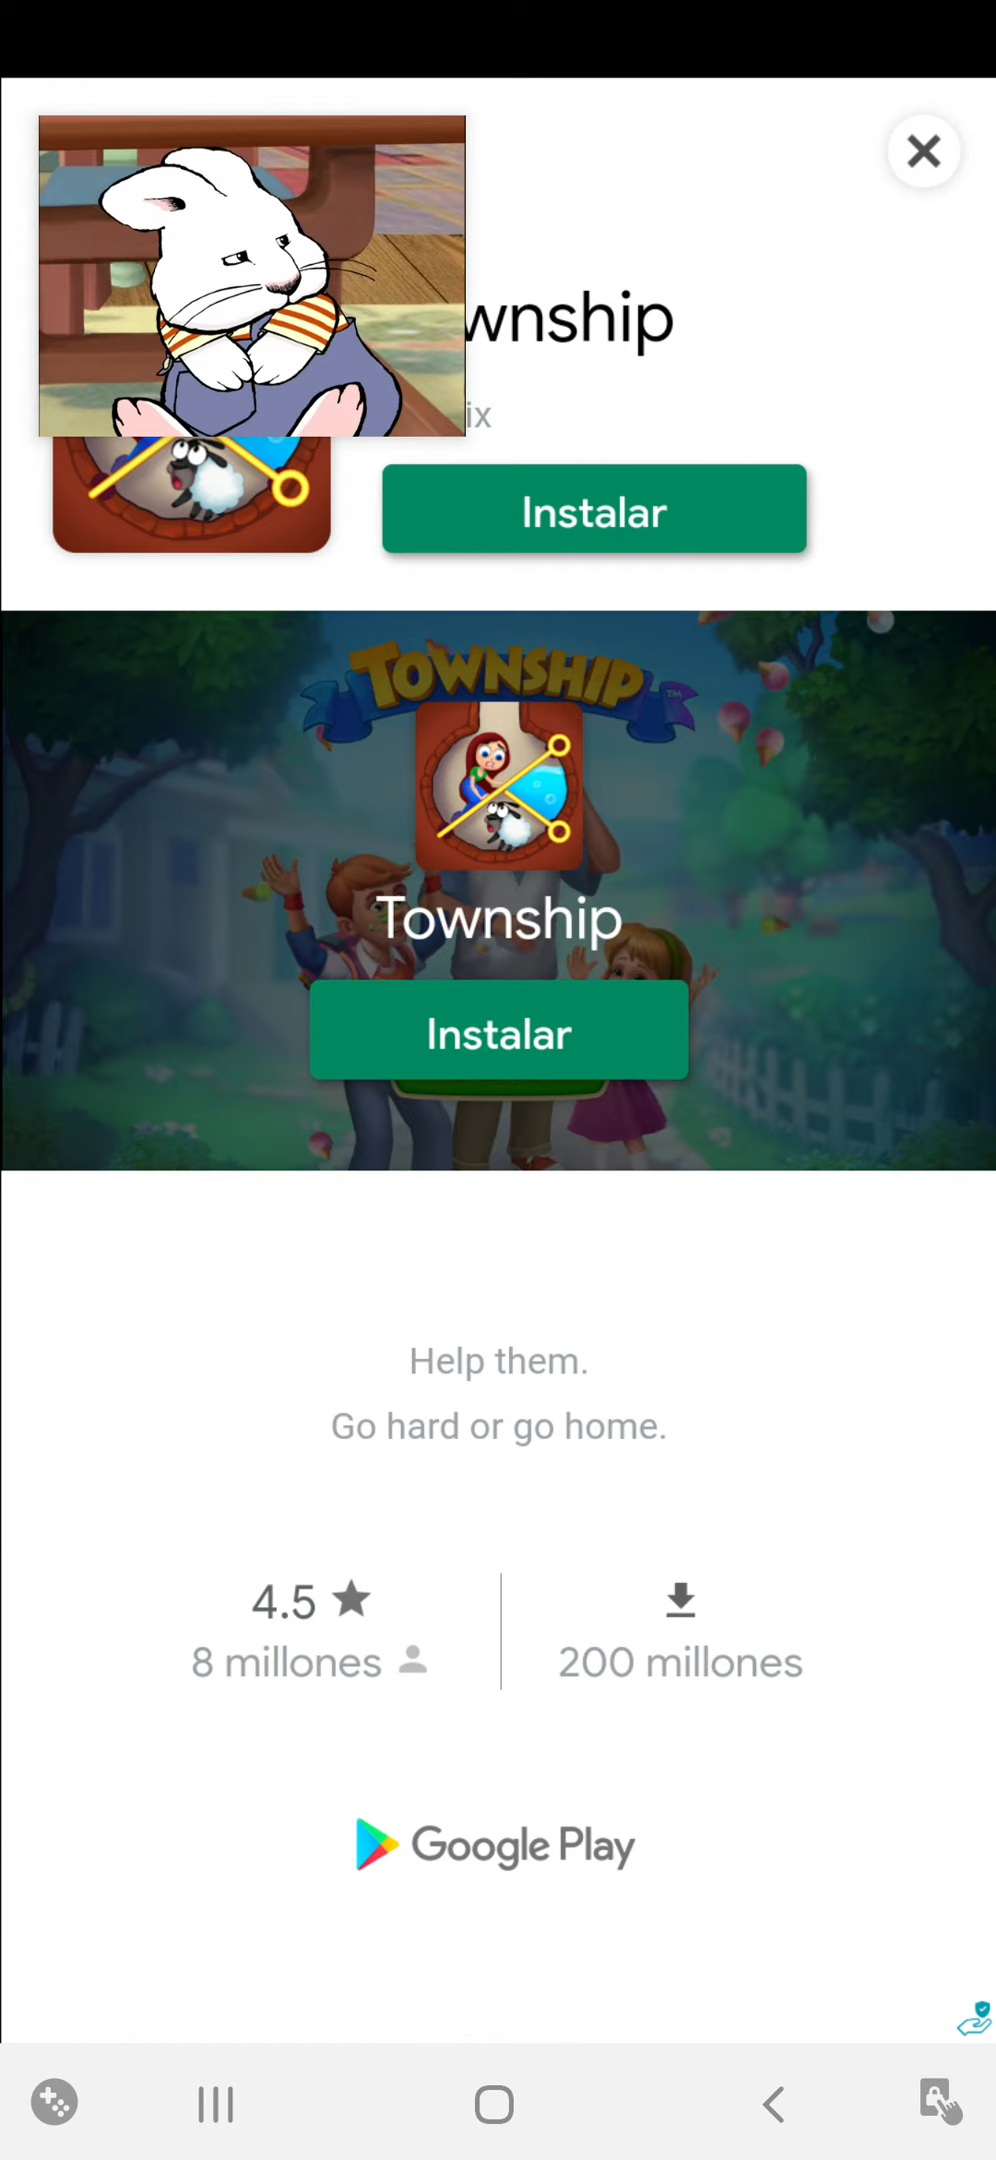 wnship
ix
Instalar
TOWNSHIP™
Township
Instalar
Help them.
Go hard or go home.
4.5
8 millones
200 millones
Google Play